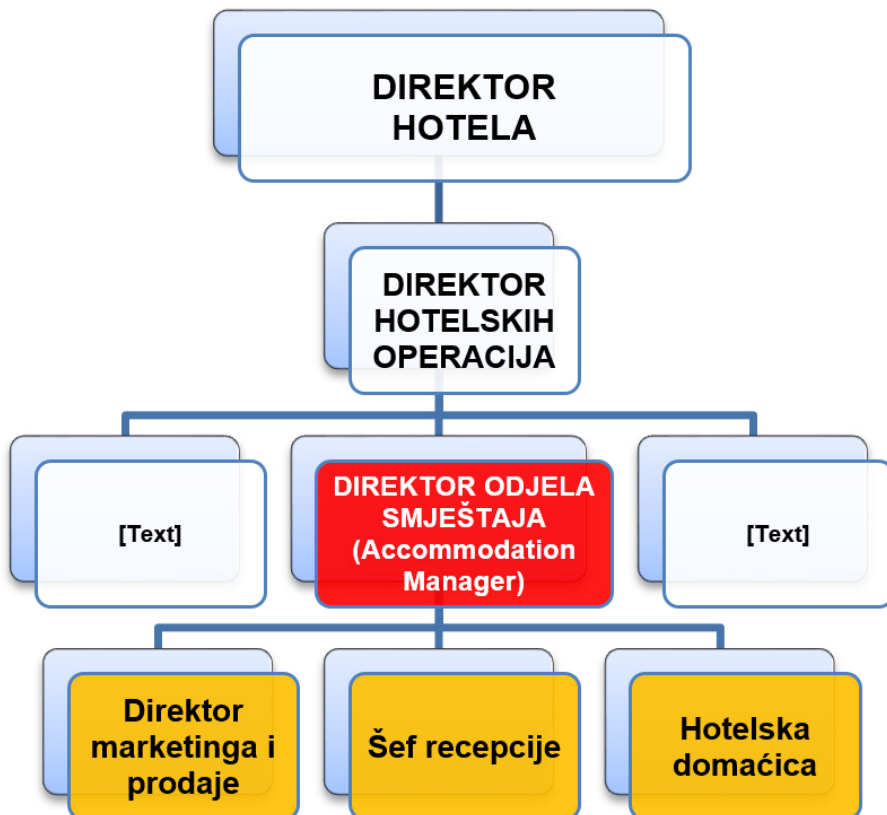 DIREKTOR
HOTELA
DIREKTOR
HOTELSKIH
OPERACIJA
[Text]
DIREKTOR ODJELA
SMJEŠTAJA
(Accommodation
Manager)
[Text]
Direktor
marketinga i
prodaje
Šef recepcije
Hotelska
domaćica